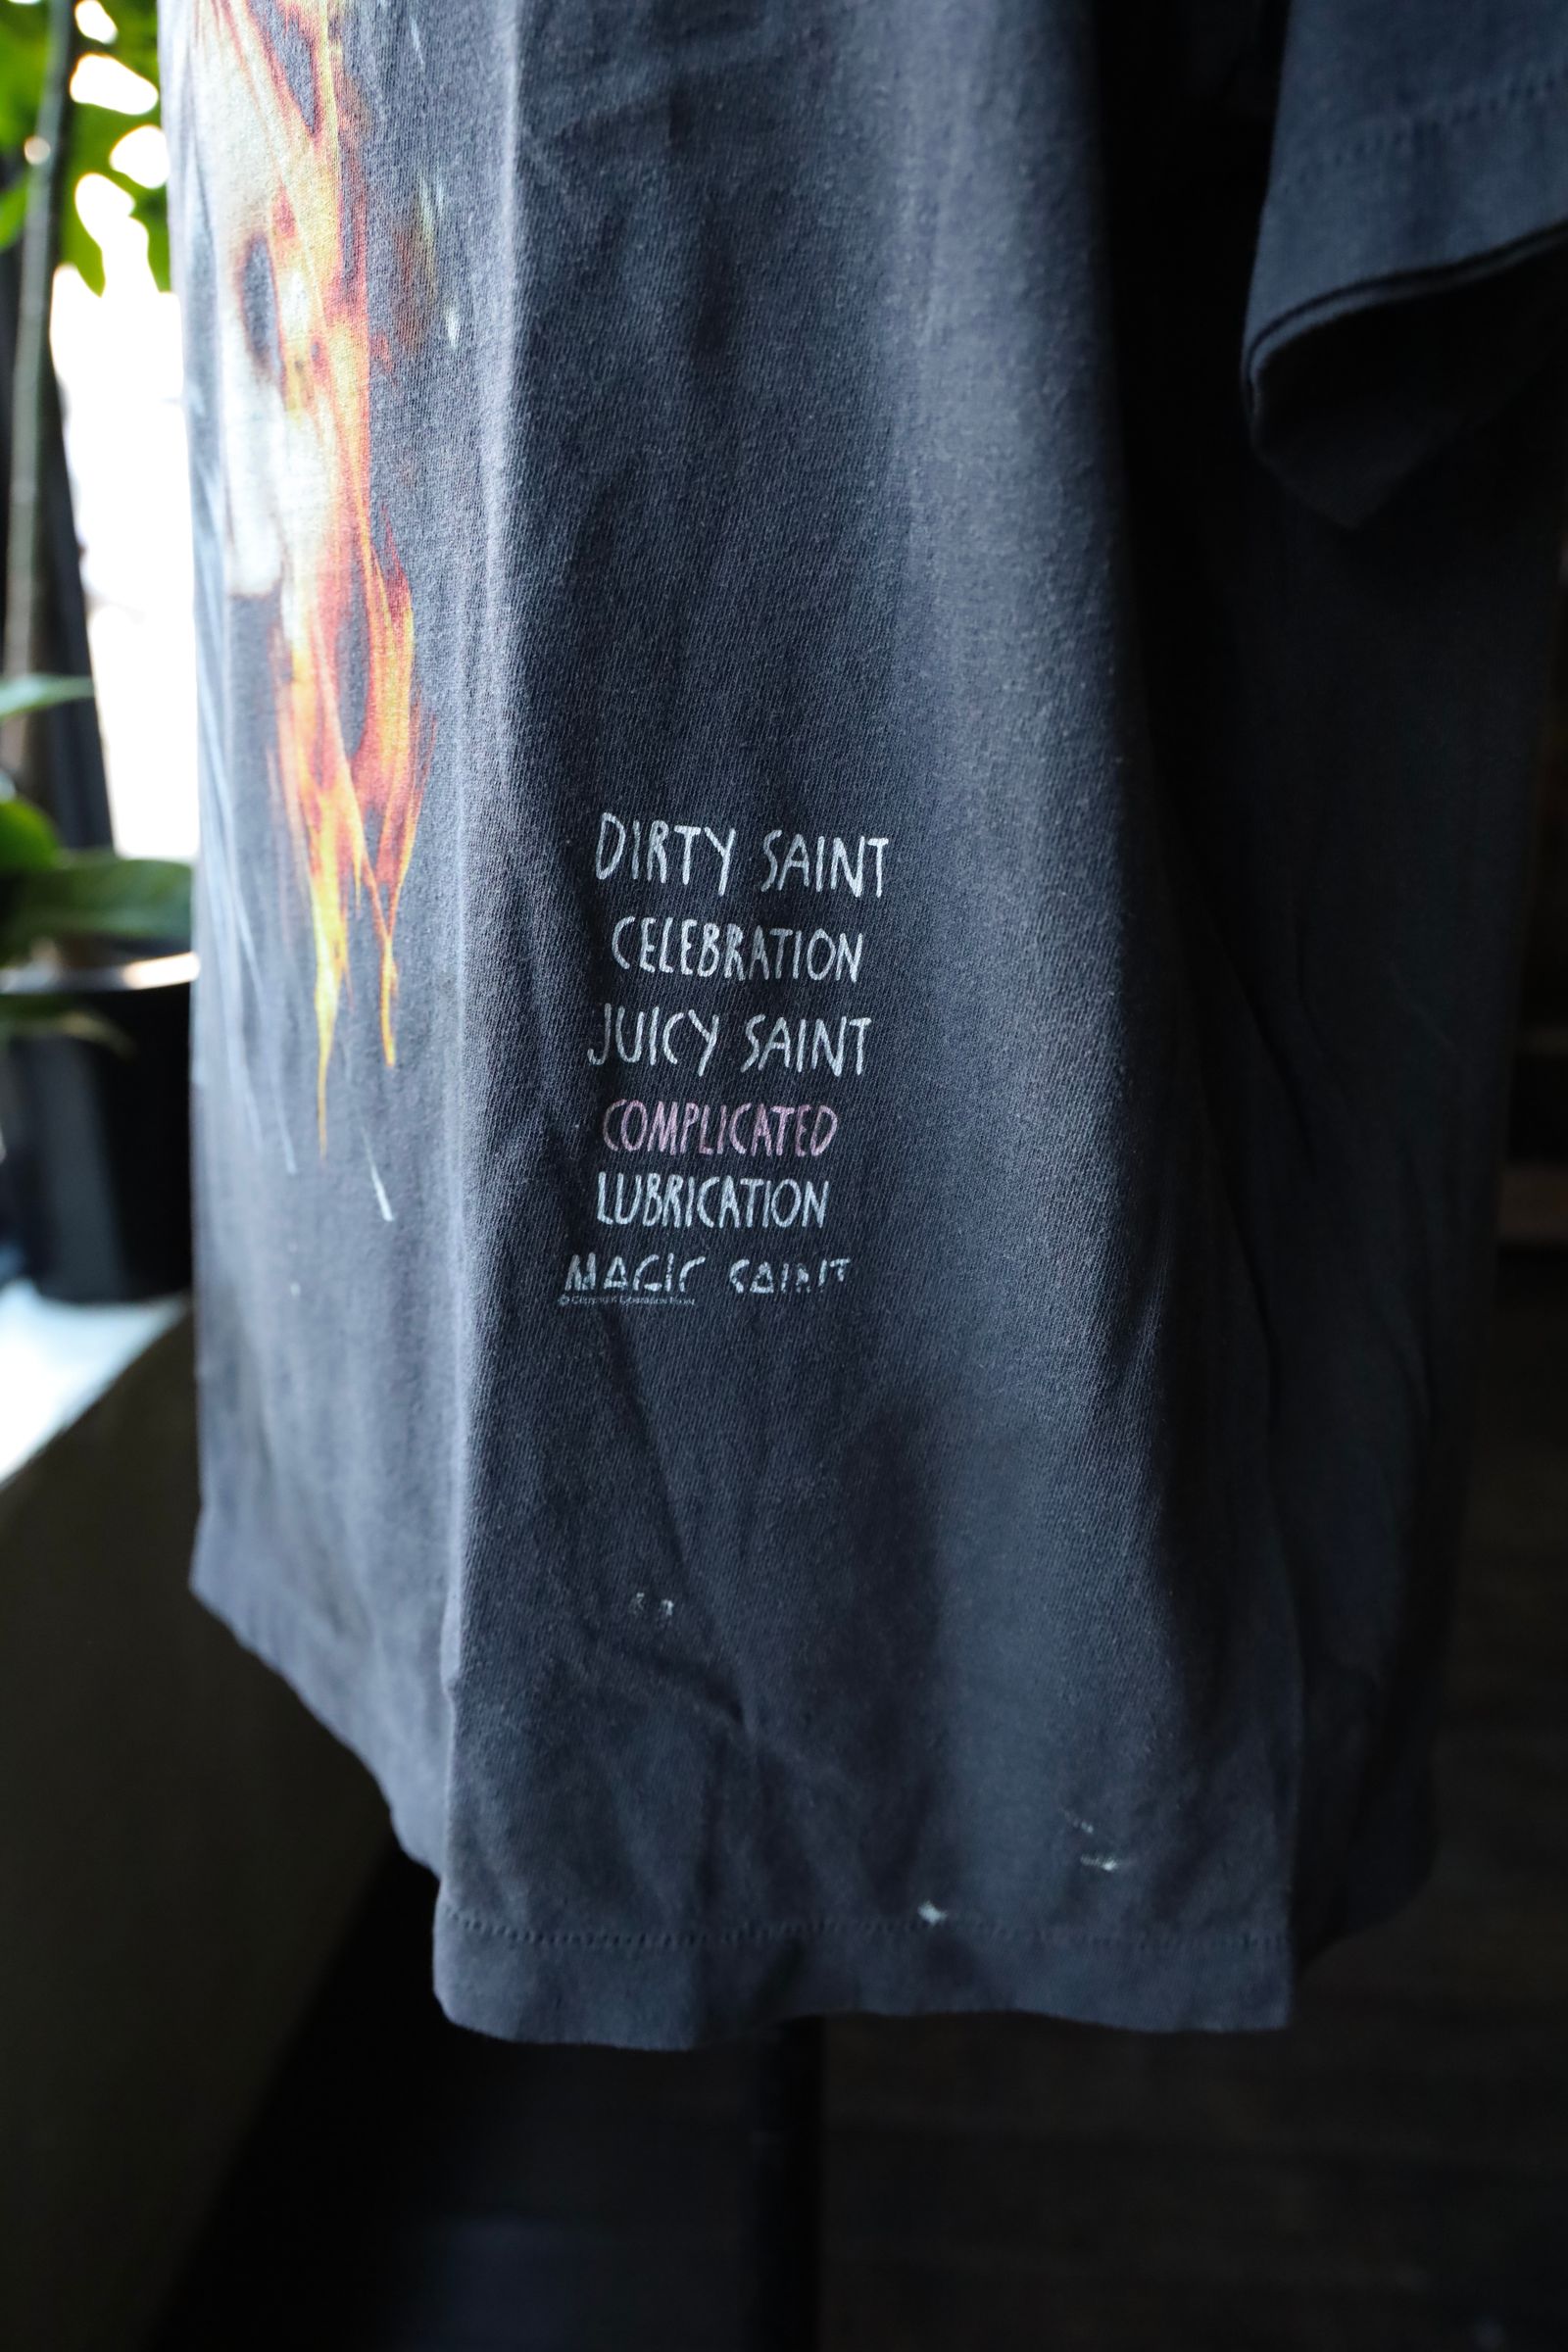 DIRTY SAINT
CELEBRATION
JUICY SAINT
COMPLICATED
LUBRICATION
MAGIC SAINT